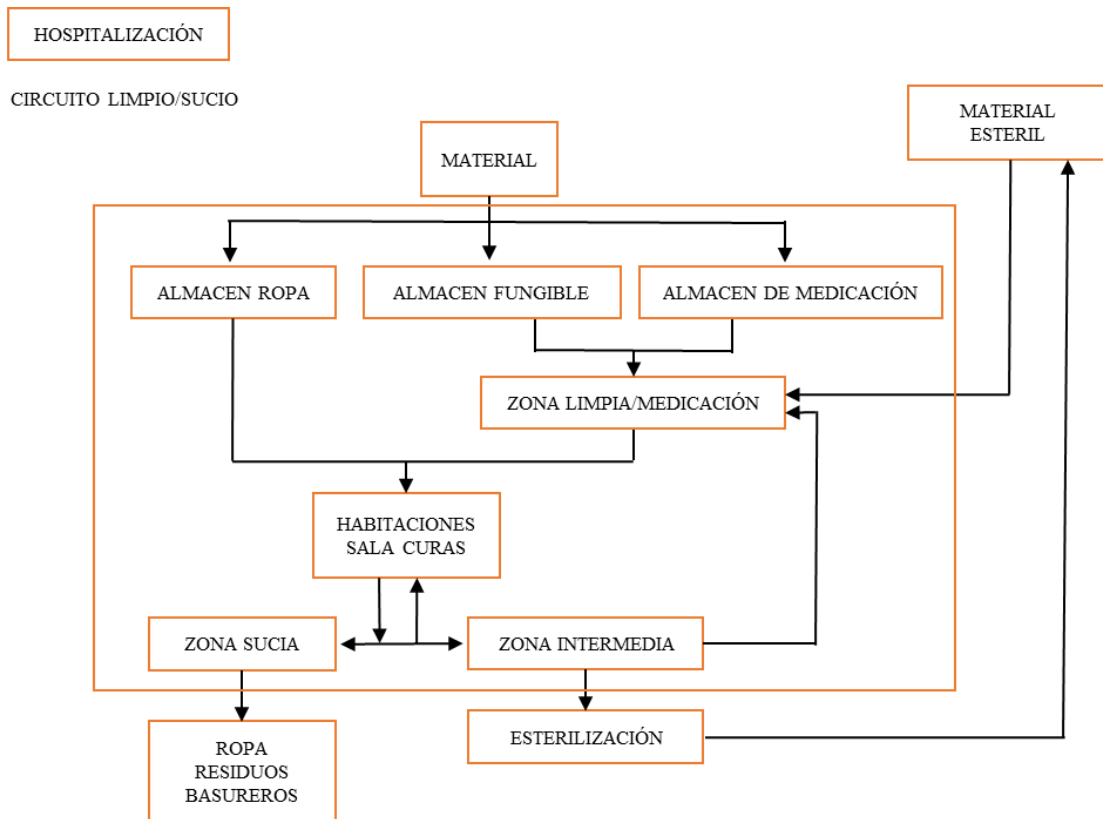 HOSPITALIZACIÓN
CIRCUITO LIMPIO/SUCIO
MATERIAL
ESTERIL
MATERIAL
ALMACEN ROPA
ALMACEN FUNGIBLE
ALMACEN DE MEDICACIÓN
ZONA LIMPIA/MEDICACIÓN
HABITACIONES
SALA CURAS
ZONA SUCIA
ZONA INTERMEDIA
ESTERILIZACIÓN
ROPA
RESIDUOS
BASUREROS